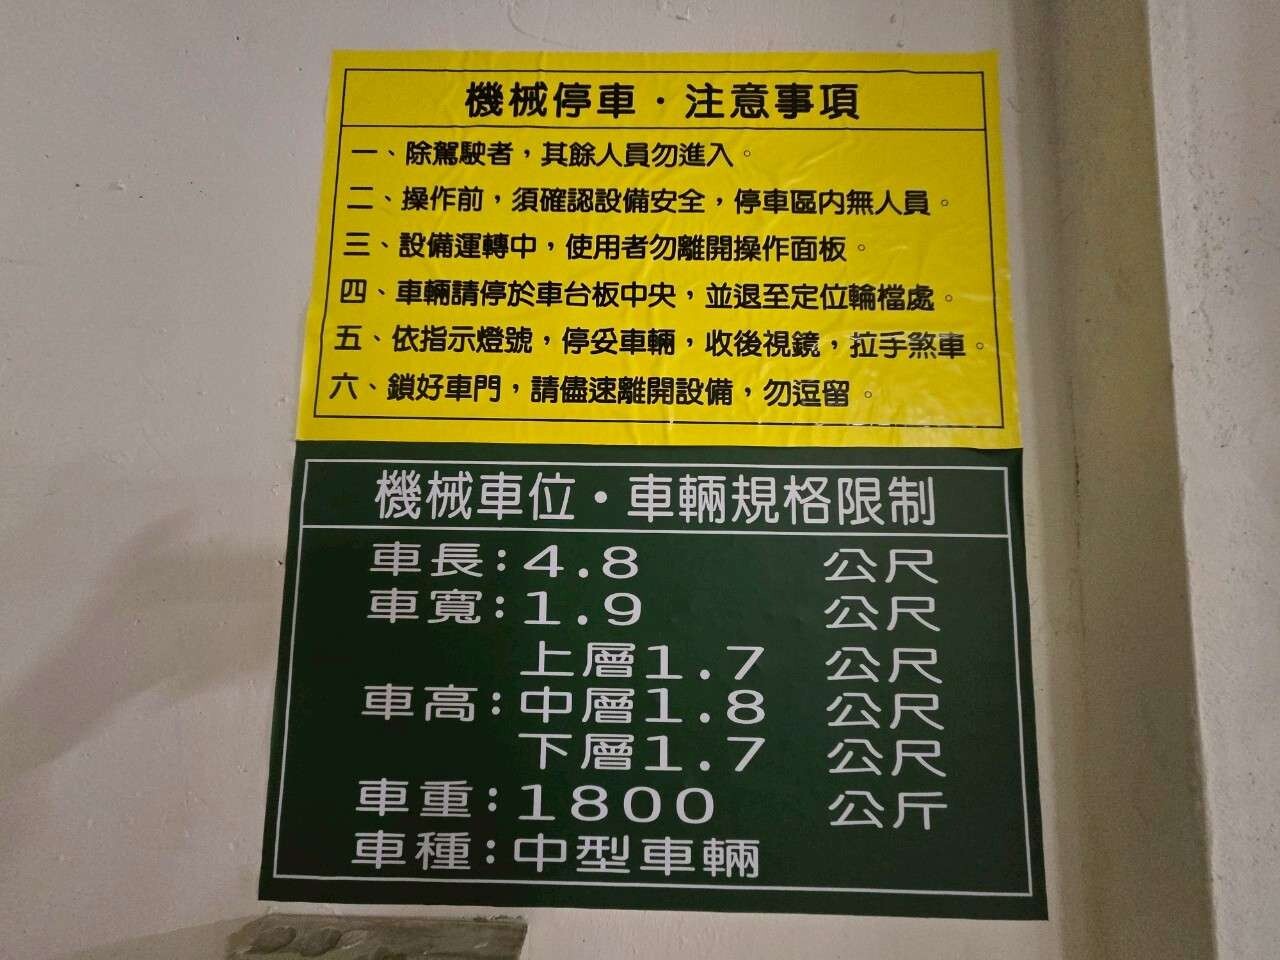 機械停車·注意事項
一、除駕駛者，其餘人員勿進入。
二、操作前，須確認設備安全，停車區内無人員。
三、設備運轉中，使用者勿離開操作面板。
四、車輛請停於車台板中央，並退至定位輪檔處。
五、依指示燈號，停妥車輛，收後視鏡，拉手煞車。
六、鎖好車門，請儘速離開設備，勿逗留。
機械車位·車輛規格限制
車長：4.8 公尺
車寬：1.9 公尺
上層1.7 公尺
車高：中層1.8 公尺
下層1.7 公尺
車重：1800 公斤
車種：中型車輛